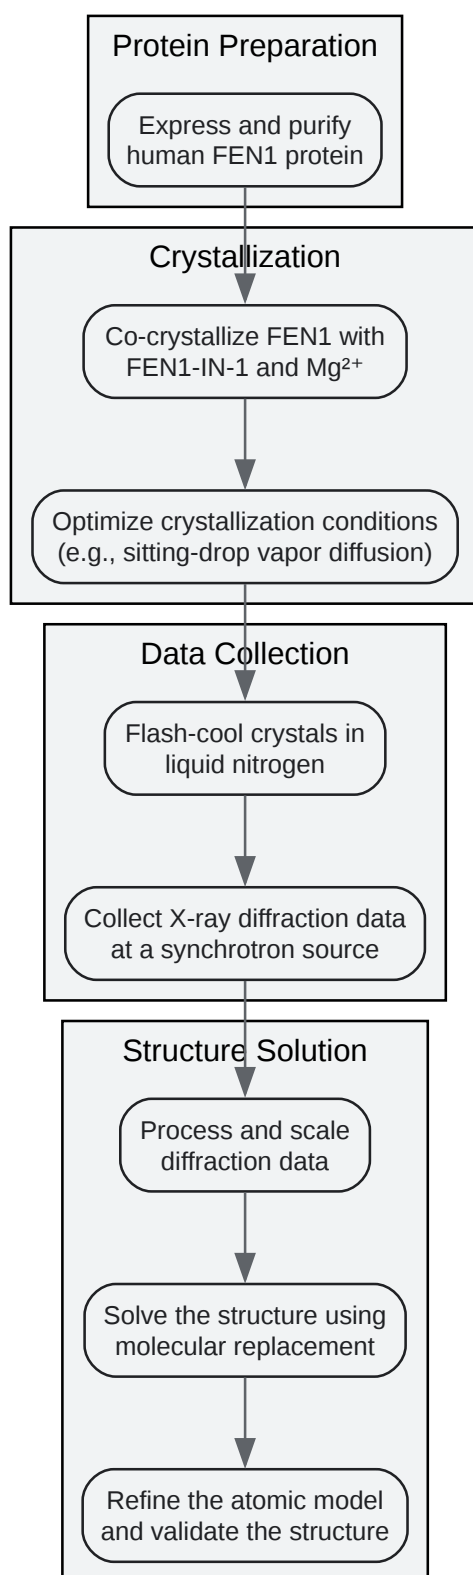 Protein Preparation
Express and purify
human FEN1 protein
Crystallization
Co-crystallize FEN1 with
FEN1-IN-1 and Mg²⁺
Optimize crystallization conditions
(e.g., sitting-drop vapor diffusion)
Data Collection
Flash-cool crystals in
liquid nitrogen
Collect X-ray diffraction data
at a synchrotron source
Structure Solution
Process and scale
diffraction data
Solve the structure using
molecular replacement
Refine the atomic model
and validate the structure